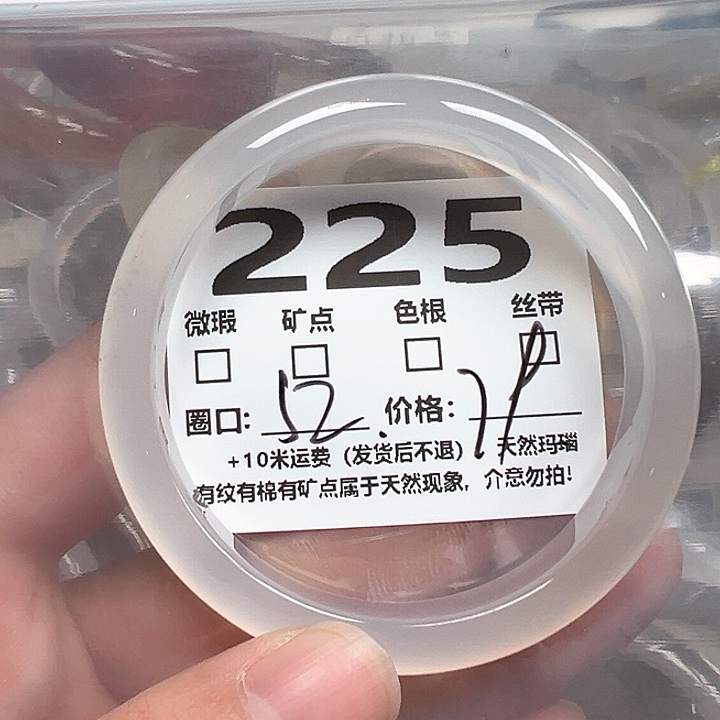 225
微瑕 矿点 色根 丝带
圈口: 52 价格:
+10米运费（发货后不退） 天然玛瑙
有纹有棉有矿点属于天然现象，介意勿拍!